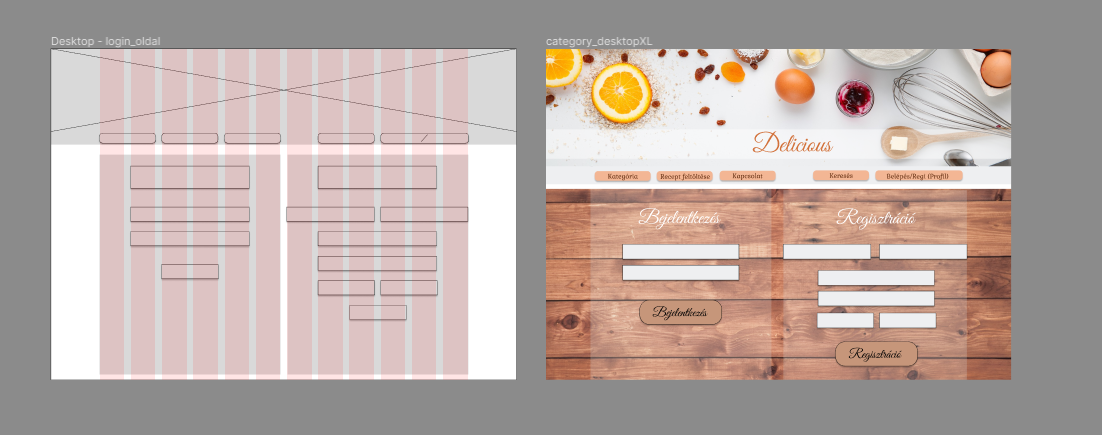 Desktop - login_oldal
category_desktopXL
Delicious
Kategória
Recept feltöltése
Kapcsolat
Keresés
Belépés/Regi (Profil)
Bejelentkezés
Regisztráció
Bejelentkezés
Regisztráció